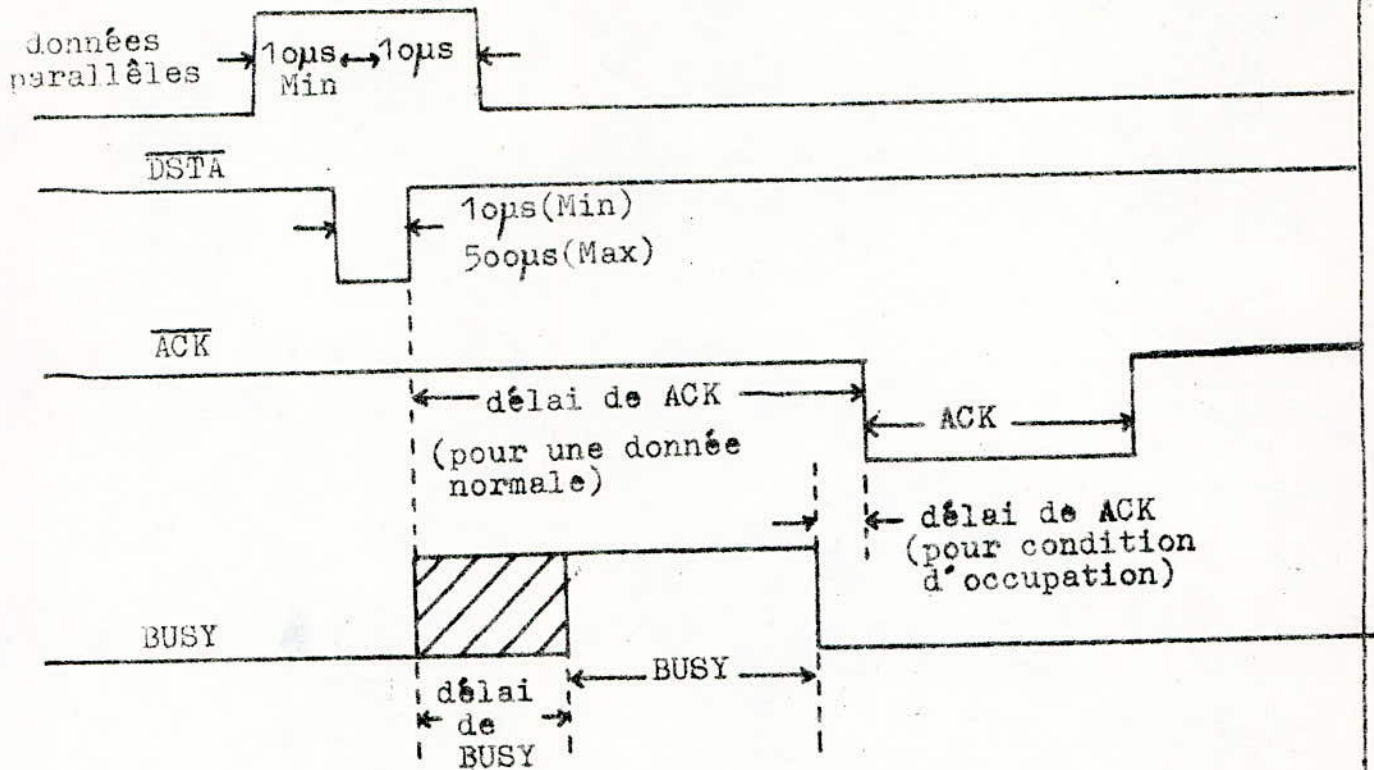 données
parallêles
1oµs 1oµs
Min
DSTA
1oµs(Min)
5ooµs(Max)
ACK
délai de ACK
(pour une donnée
normale)
ACK
délai de ACK
(pour condition
d'occupation)
BUSY
BUSY
délai
de
BUSY